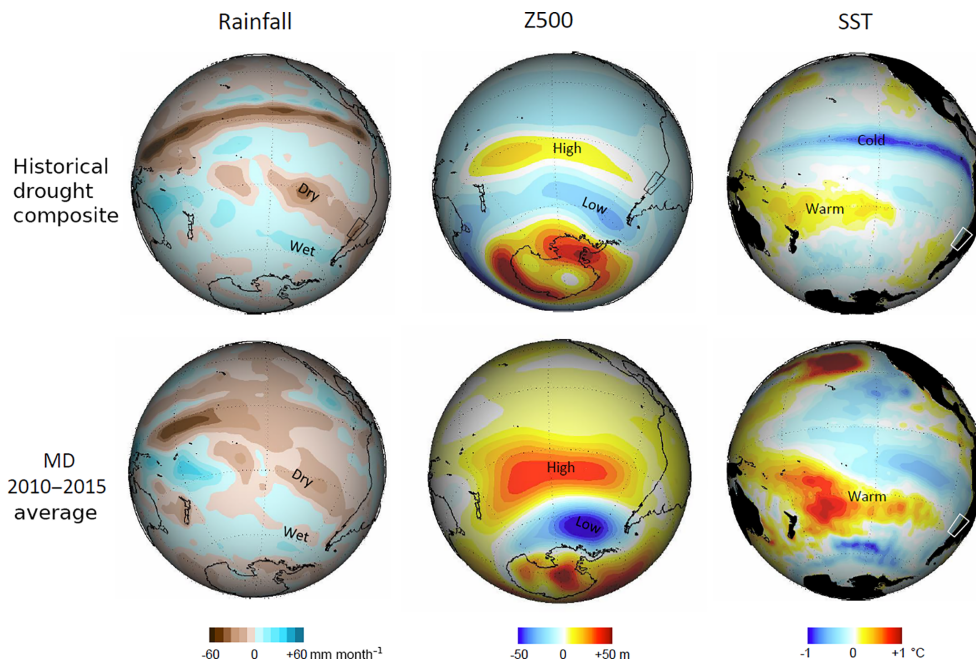 Rainfall
Z500
SST
Historical
drought
composite
Dry
Wet
High
Low
Cold
Warm
MD
2010–2015
average
Dry
Wet
High
Low
Warm
-60 0 +60 mm month⁻¹
-50 0 +50 m
-1 0 +1 °C